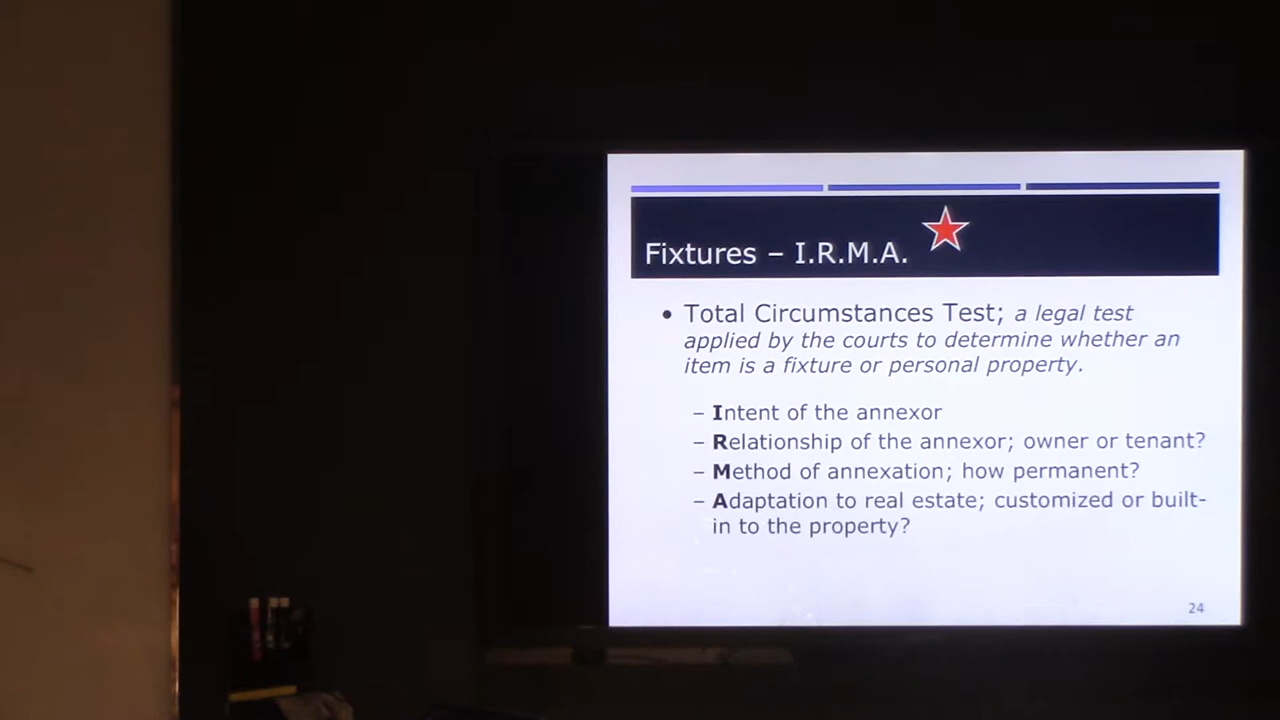 Fixtures – I.R.M.A.
• Total Circumstances Test; a legal test
applied by the courts to determine whether an
item is a fixture or personal property.
– Intent of the annexor
– Relationship of the annexor; owner or tenant?
– Method of annexation; how permanent?
– Adaptation to real estate; customized or built-
in to the property?
24